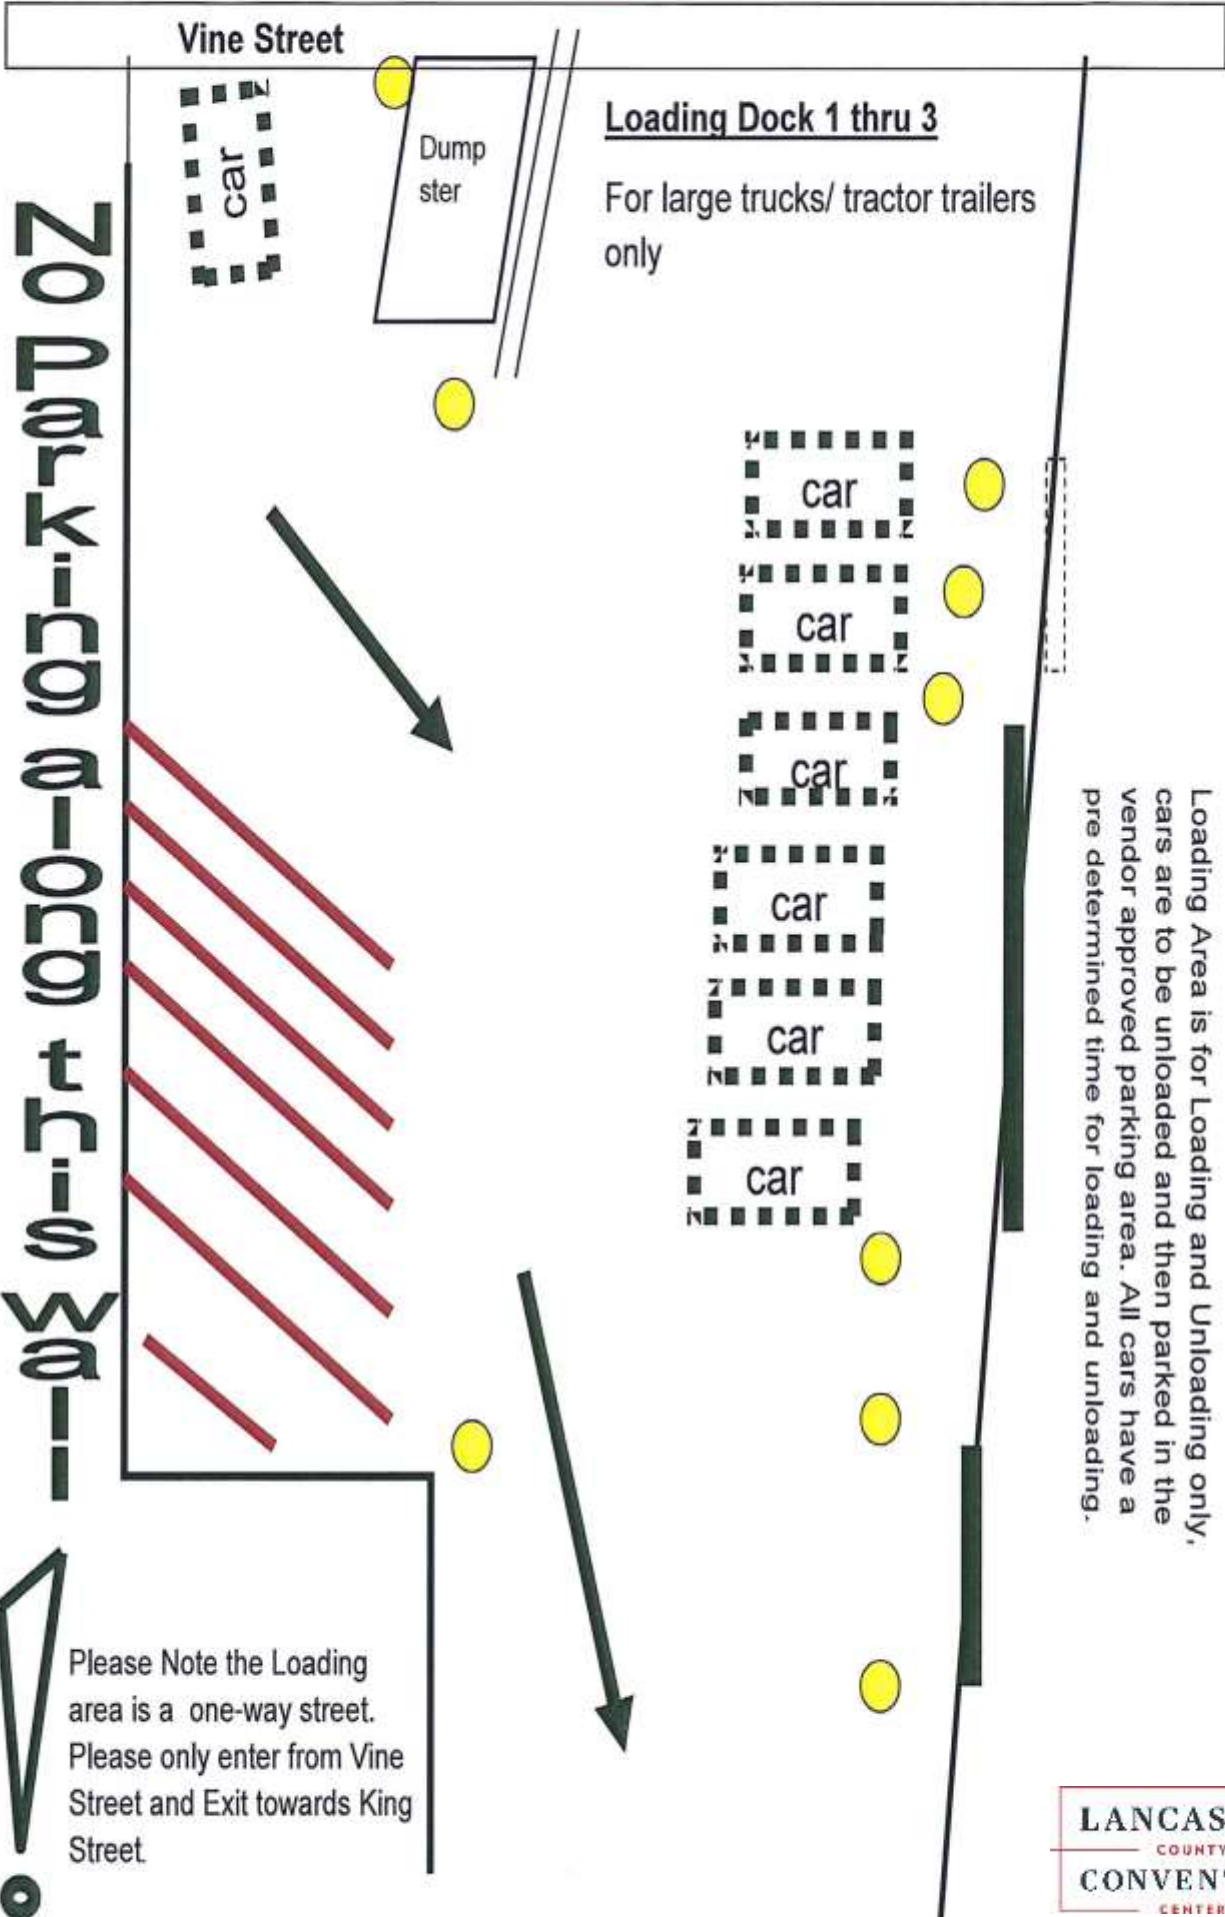 Vine Street
car
Dump
ster
Loading Dock 1 thru 3
For large trucks/ tractor trailers
only
No Parking along this wall !
car
car
car
car
car
car
Loading Area is for Loading and Unloading only,
cars are to be unloaded and then parked in the
vendor approved parking area. All cars have a
pre determined time for loading and unloading.
Please Note the Loading
area is a one-way street.
Please only enter from Vine
Street and Exit towards King
Street.
LANCAS
COUNTY
CONVENT
CENTER